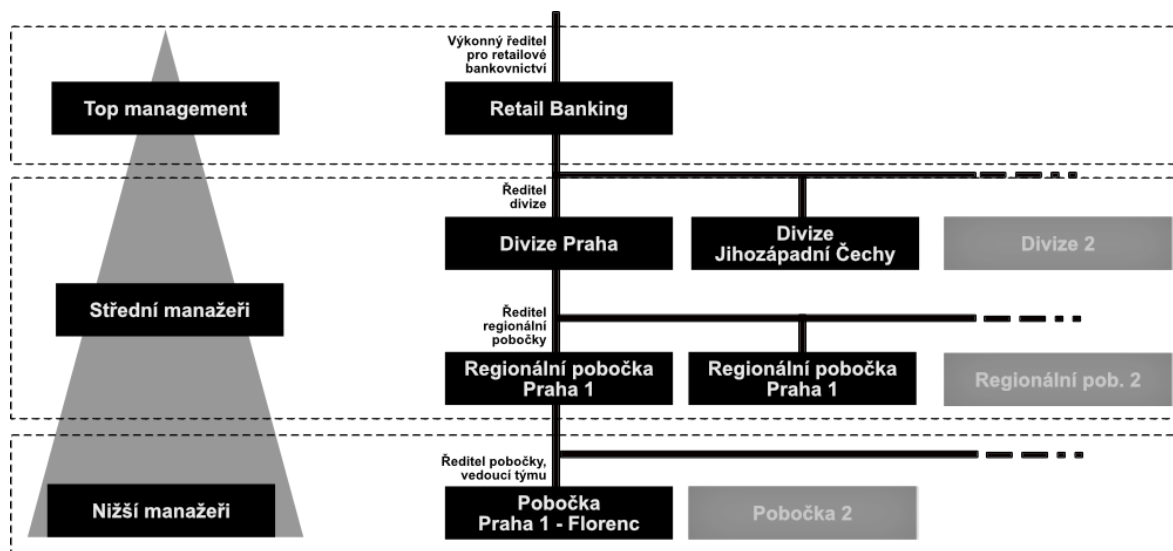 Výkonný ředitel
pro retailové
bankovnictví
Top management
Retail Banking
Ředitel
divize
Divize Praha
Divize
Jihozápadní Čechy
Divize 2
Střední manažeři
Ředitel
regionální
pobočky
Regionální pobočka
Praha 1
Regionální pobočka
Praha 1
Regionální pob. 2
Ředitel pobočky,
vedoucí týmu
Nižší manažeři
Pobočka
Praha 1 - Florenc
Pobočka 2